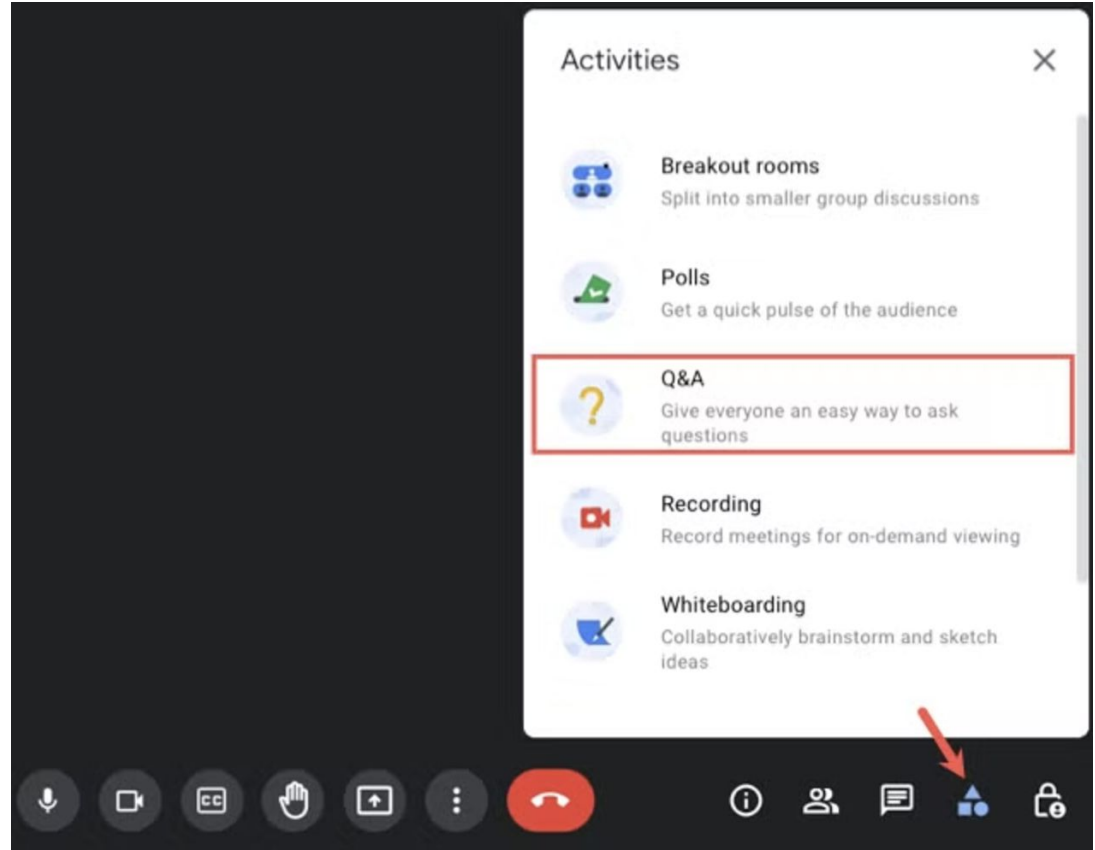 Activities
Breakout rooms
Split into smaller group discussions
Polls
Get a quick pulse of the audience
Q&A
Give everyone an easy way to ask
questions
Recording
Record meetings for on-demand viewing
Whiteboarding
Collaboratively brainstorm and sketch
ideas
CC